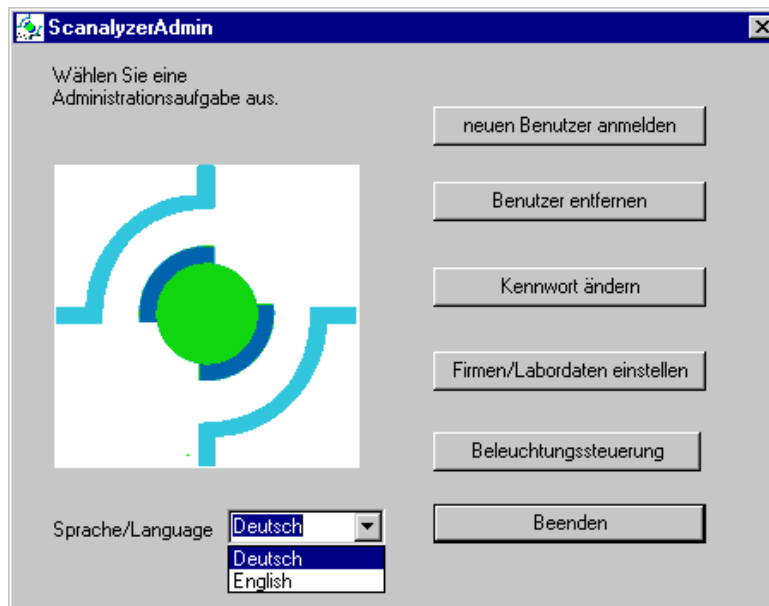 ScanalyzerAdmin
Wählen Sie eine
Administrationsaufgabe aus.
neuen Benutzer anmelden
Benutzer entfernen
Kennwort ändern
Firmen/Labordaten einstellen
Beleuchtungssteuerung
Beenden
Sprache/Language
Deutsch
Deutsch
English